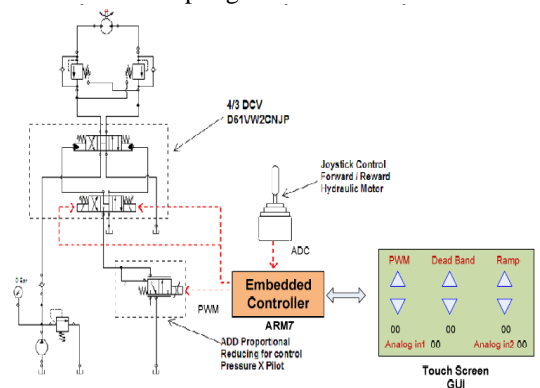 4/3 DCV
D61VW2CNJP
Joystick Control
Forward / Reward
Hydraulic Motor
ADC
PWM
Embedded
Controller
ARM7
ADD Proportional
Reducing for control
Pressure X Pilot
PWM Dead Band Ramp
00 00 00
Analog in1 00 Analog in2 00
Touch Screen
GUI